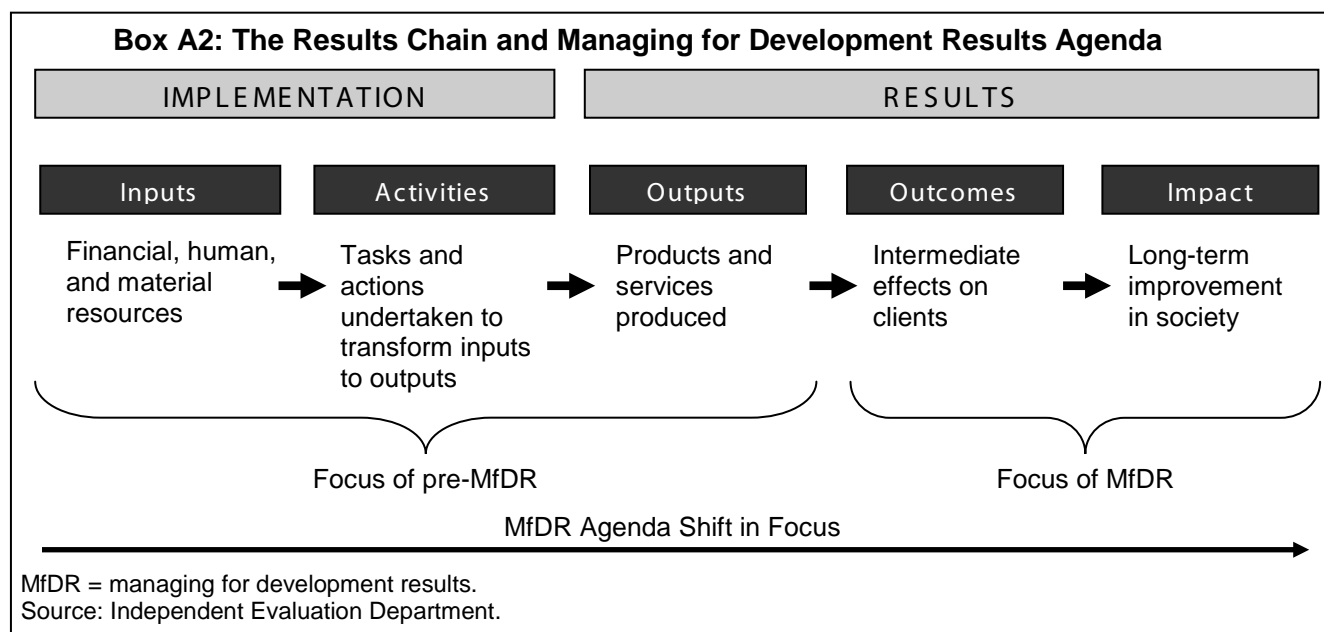 Box A2: The Results Chain and Managing for Development Results Agenda
IMPLEMENTATION
RESULTS
Inputs
Activities
Outputs
Outcomes
Impact
Financial, human,
and material
resources
Tasks and
actions
undertaken to
transform inputs
to outputs
Products and
services
produced
Intermediate
effects on
clients
Long-term
improvement
in society
Focus of pre-MfDR
Focus of MfDR
MfDR Agenda Shift in Focus
MfDR = managing for development results.
Source: Independent Evaluation Department.